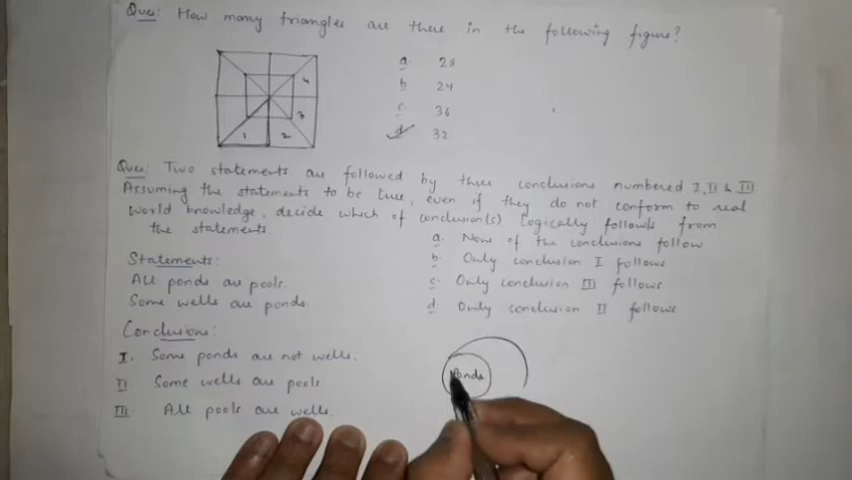 Ques: How many triangles are there in the following figure?
a. 28
b 24
c. 36
d 32
4
3
1 2
Ques: Two statements are followed by three conclusions numbered I, II & III
Assuming the statements to be true, even if they do not conform to real
world knowledge, decide which of conclusion(s) logically follows from
the statements.
a. None of the conclusions follow
b. Only conclusion I follows
c. Only conclusion III follows
d Only conclusion II follows
Statements:
All ponds are pools.
Some wells are ponds
Conclusions:
I. Some ponds are not wells.
II Some wells are pools
III. All pools are wells.
Ponds